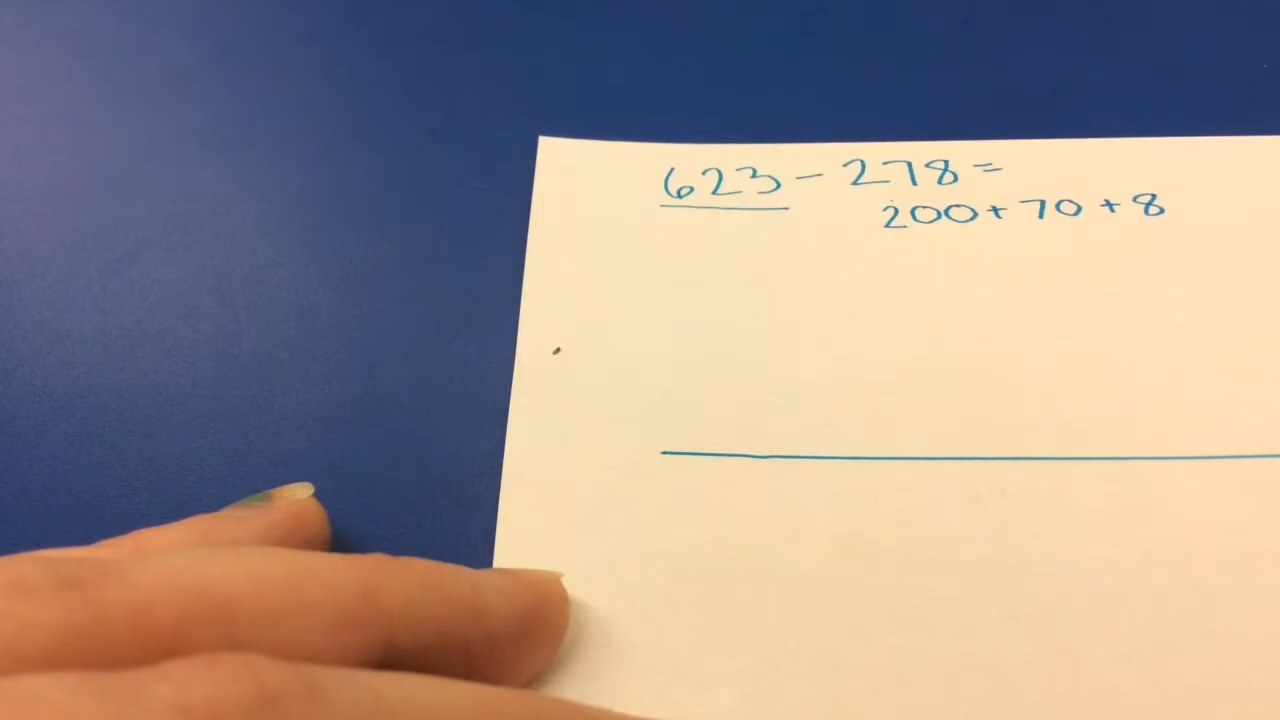 623 - 278 =
200 + 70 + 8